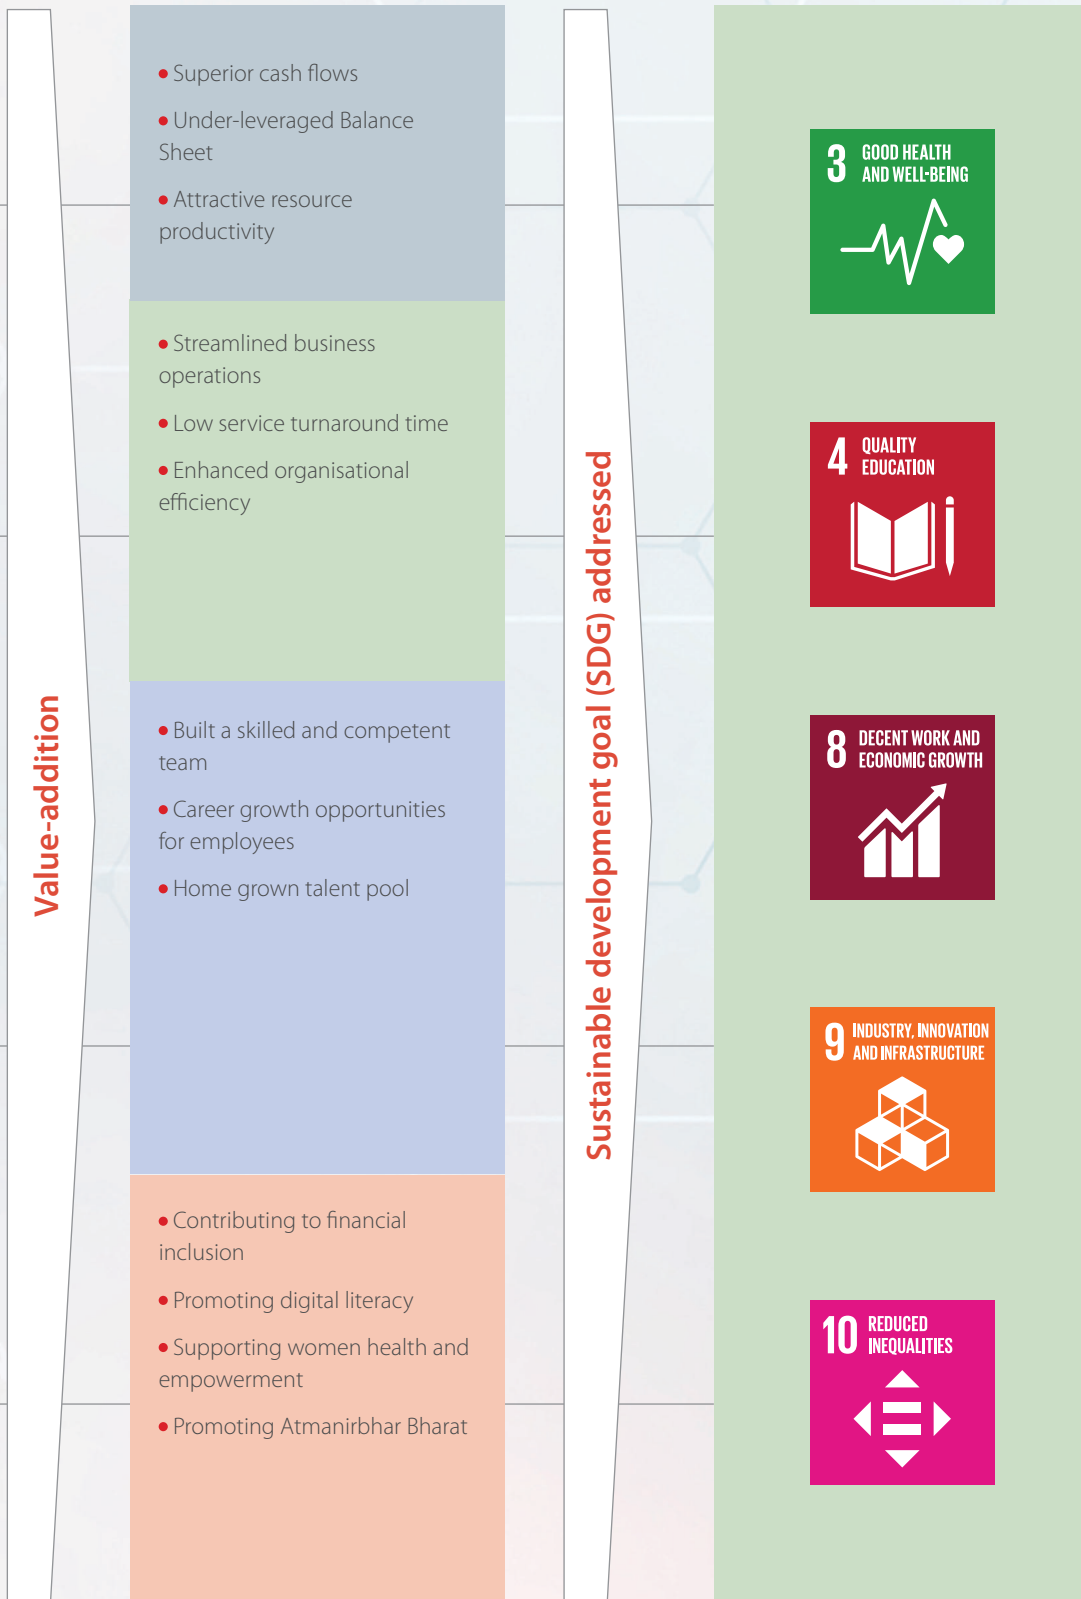 Value-addition
• Superior cash flows
• Under-leveraged Balance
Sheet
• Attractive resource
productivity
• Streamlined business
operations
• Low service turnaround time
• Enhanced organisational
efficiency
• Built a skilled and competent
team
• Career growth opportunities
for employees
• Home grown talent pool
• Contributing to financial
inclusion
• Promoting digital literacy
• Supporting women health and
empowerment
• Promoting Atmanirbhar Bharat
Sustainable development goal (SDG) addressed
3 GOOD HEALTH
AND WELL-BEING
4 QUALITY
EDUCATION
8 DECENT WORK AND
ECONOMIC GROWTH
9 INDUSTRY, INNOVATION
AND INFRASTRUCTURE
10 REDUCED
INEQUALITIES